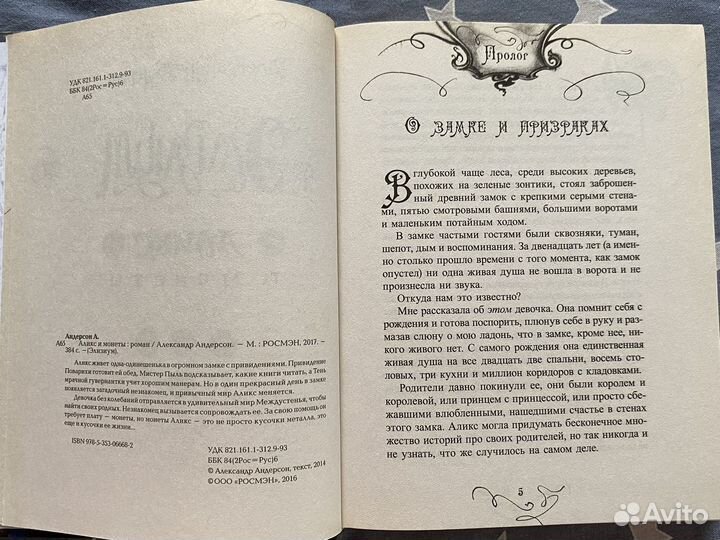 УДК 821.161.1-312.9-93
ББК 84(2Рос=Рус)6
А65
Андерсон А.
А65 Аликс и монеты : роман / Александр Андерсон. — М. : РОСМЭН, 2017. —
384 с. — (Элизиум).
Аликс живет одна-одинешенька в огромном замке с привидениями. Привидение
Поварихи готовит ей обед, Мистер Пыль подсказывает, какие книги читать, а Тень
мрачной гувернантки учит хорошим манерам. Но в один прекрасный день в замке
появляется загадочный незнакомец, и привычный мир Аликс меняется.
Девочка без колебаний отправляется в удивительный мир Междустенья, чтобы
найти своих родных. Незнакомец вызывается сопровождать ее. За свою помощь он
требует плату — монеты, но монеты Аликс — это не просто кусочки металла, это
еще и кусочки ее жизни...
ISBN 978-5-353-06668-2
УДК 821.161.1-312.9-93
ББК 84(2Рос=Рус)6
© Александр Андерсон, текст, 2014
© ООО «РОСМЭН», 2016
Пролог
О ЗАМКЕ И ПРИЗРАКАХ
В глубокой чаще леса, среди высоких деревьев,
похожих на зеленые зонтики, стоял заброшен-
ный древний замок с крепкими серыми стена-
ми, пятью смотровыми башнями, большими воротами
и маленьким потайным ходом.
В замке частыми гостями были сквозняки, туман,
шепот, дым и воспоминания. За двенадцать лет (а имен-
но столько прошло времени с того момента, как замок
опустел) ни одна живая душа не вошла в ворота и не
произнесла ни звука.
Откуда нам это известно?
Мне рассказала об этом девочка. Она помнит себя с
рождения и готова поспорить, плюнув себе в руку и раз-
мазав слюну о мою ладонь, что в замке, кроме нее, ни-
кого живого нет. С самого рождения она единственная
живая душа на все двадцать две спальни, восемь столо-
вых, три кухни и миллион коридоров с кладовками.
Родители давно покинули ее, они были королем и
королевой, или принцем с принцессой, или просто сбе-
жавшими влюбленными, нашедшими счастье в стенах
этого замка. Аликс могла придумать бесконечное мно-
жество историй про своих родителей, но так никогда и
не узнать, что же случилось на самом деле.
5
Avito